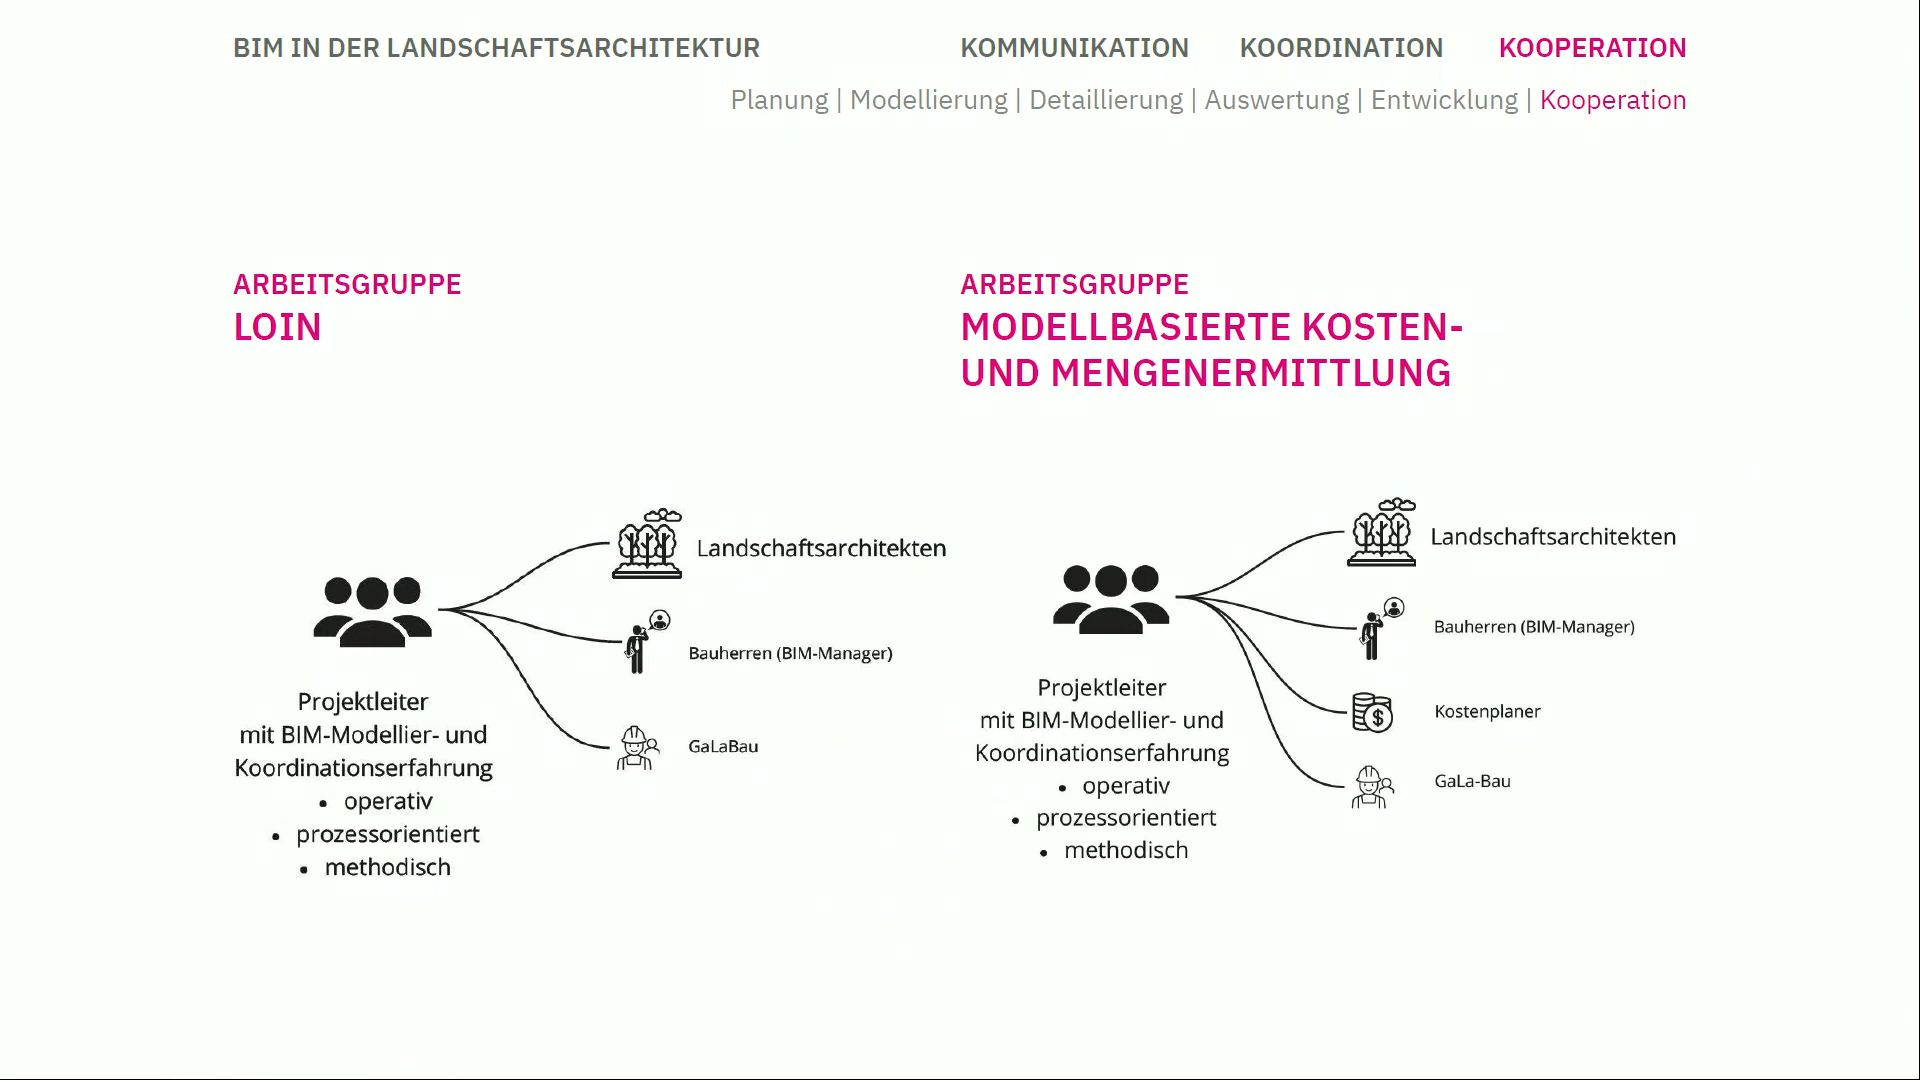 BIM IN DER LANDSCHAFTSARCHITEKTUR
KOMMUNIKATION KOORDINATION KOOPERATION
Planung | Modellierung | Detaillierung | Auswertung | Entwicklung | Kooperation
ARBEITSGRUPPE
LOIN
Landschaftsarchitekten
Bauherren (BIM-Manager)
GaLaBau
Projektleiter
mit BIM-Modellier- und
Koordinationserfahrung
• operativ
• prozessorientiert
• methodisch
ARBEITSGRUPPE
MODELLBASIERTE KOSTEN-
UND MENGENERMITTLUNG
Landschaftsarchitekten
Bauherren (BIM-Manager)
Kostenplaner
GaLa-Bau
Projektleiter
mit BIM-Modellier- und
Koordinationserfahrung
• operativ
• prozessorientiert
• methodisch